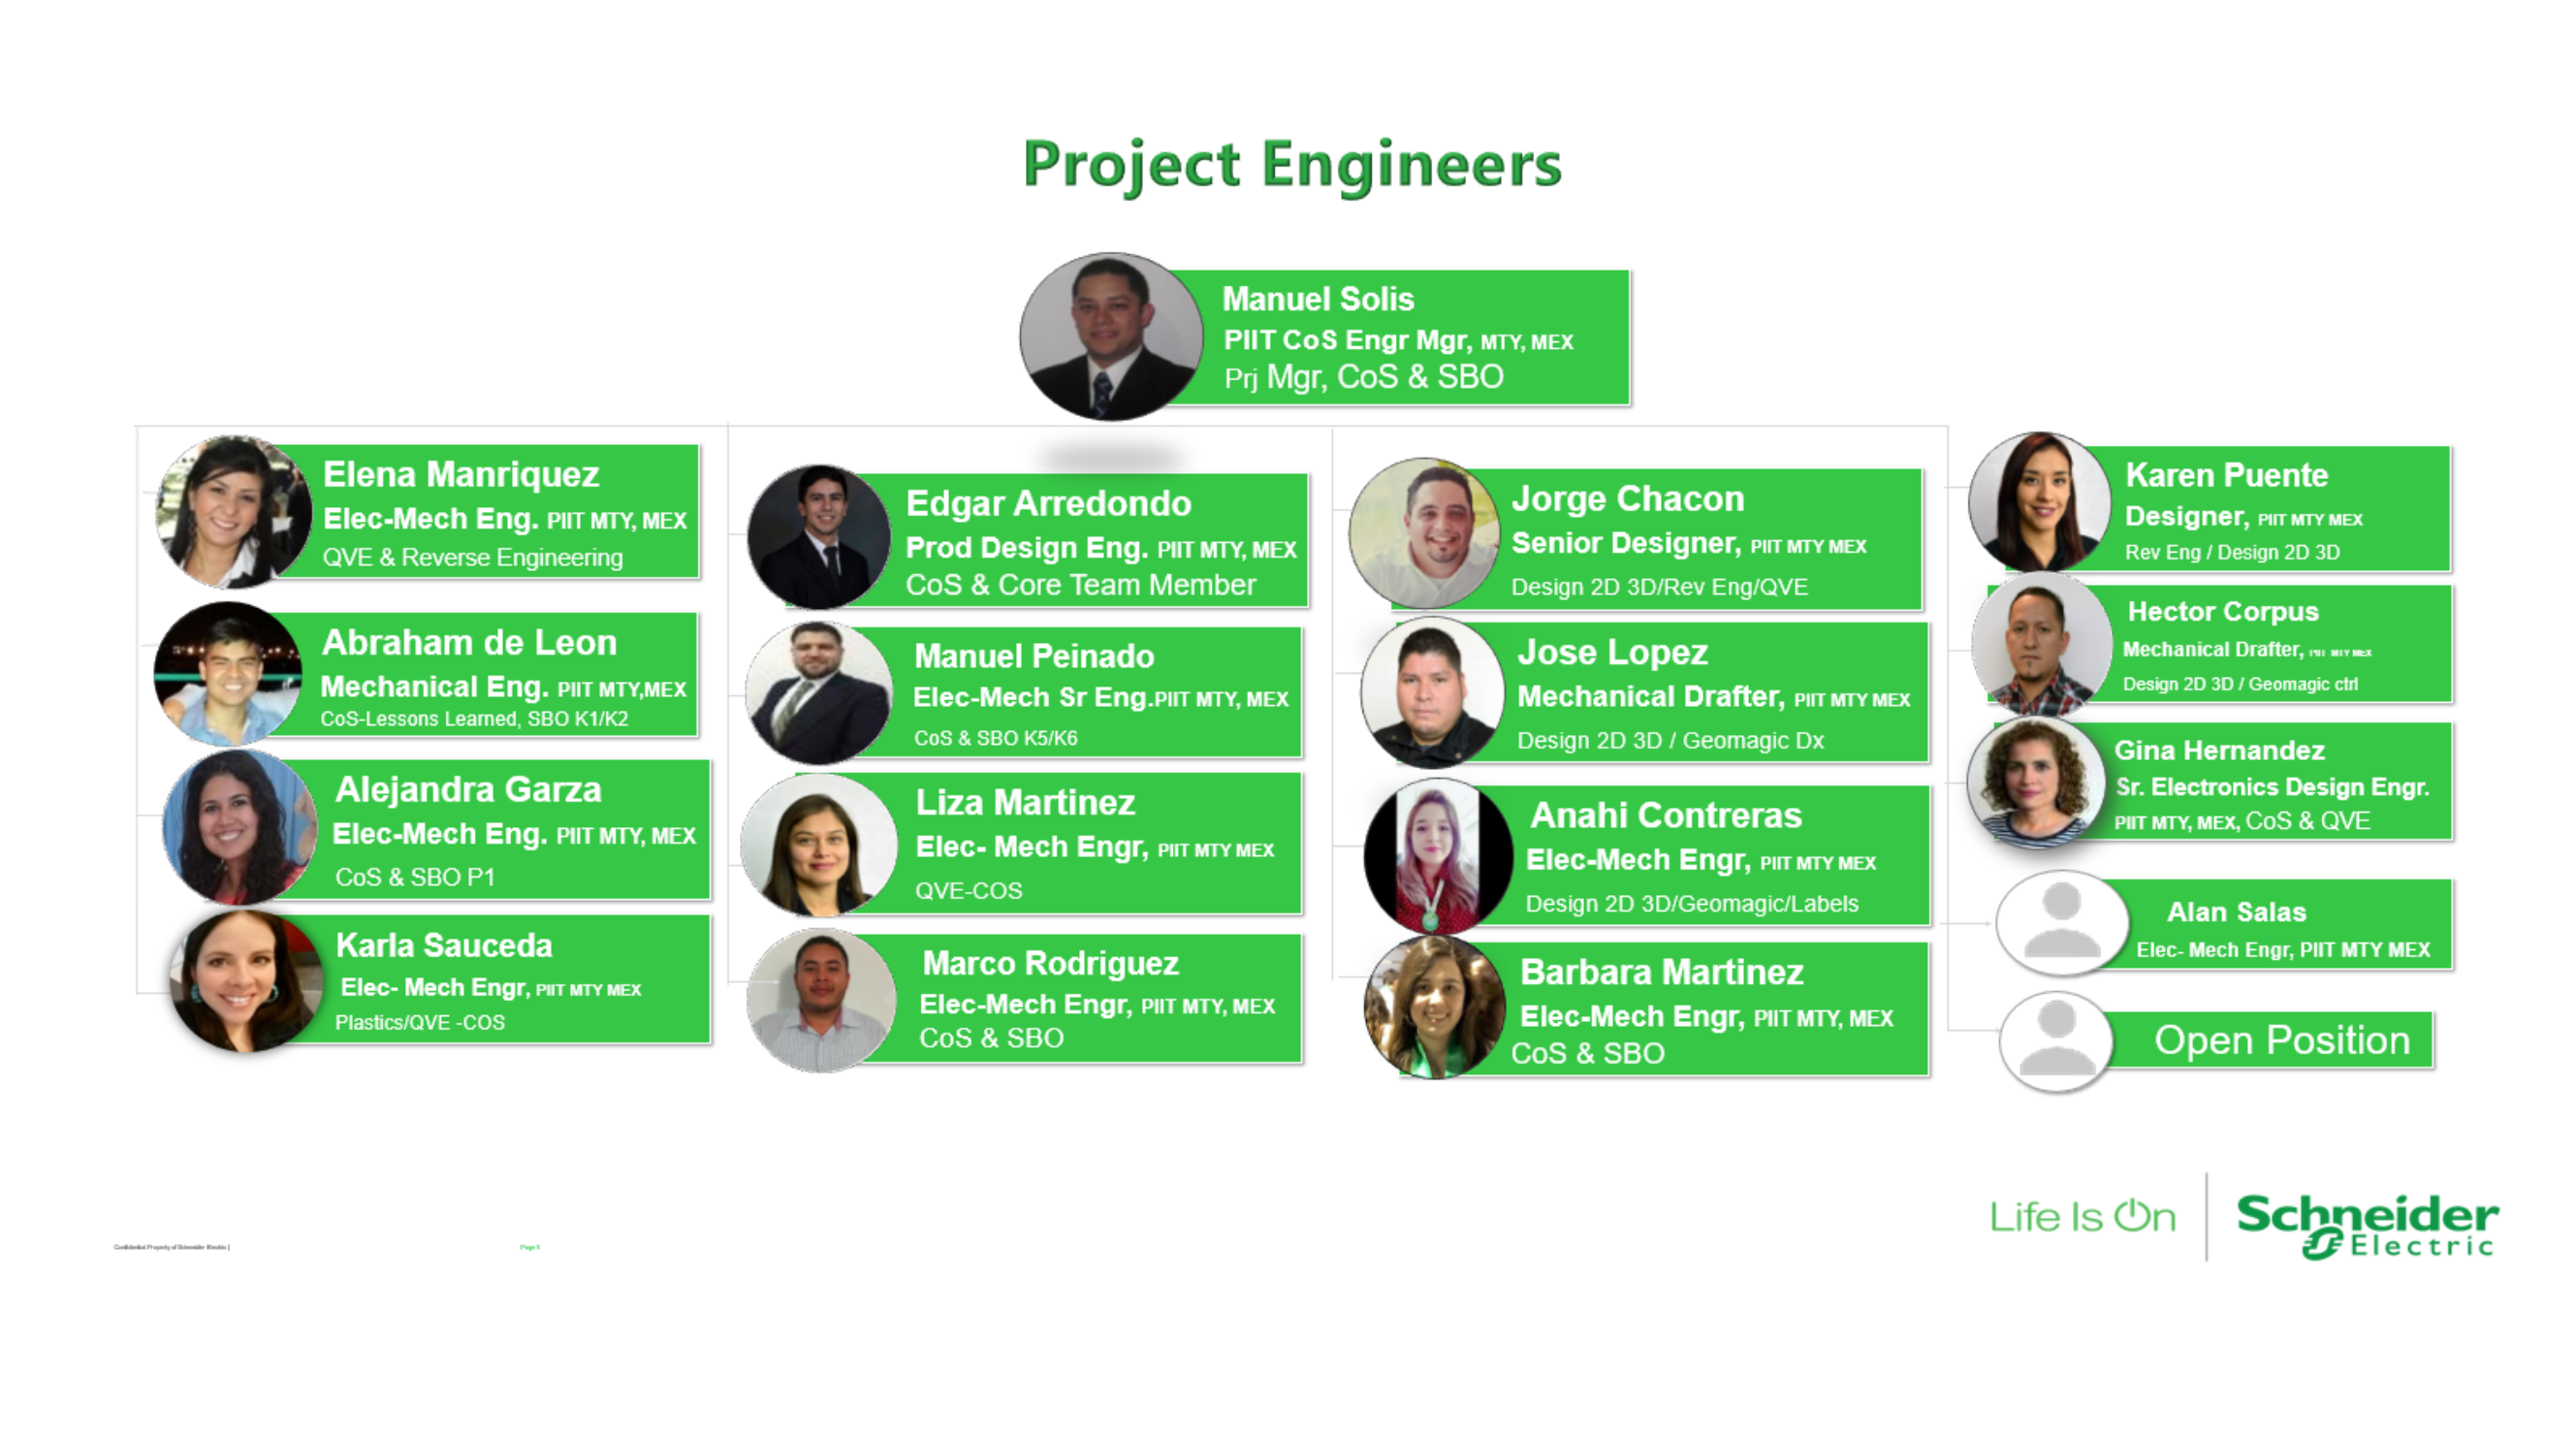 Project Engineers
Manuel Solis
PIIT CoS Engr Mgr, MTY, MEX
Prj Mgr, CoS & SBO
Elena Manriquez
Elec-Mech Eng. PIIT MTY, MEX
QVE & Reverse Engineering
Abraham de Leon
Mechanical Eng. PIIT MTY,MEX
CoS-Lessons Learned, SBO K1/K2
Alejandra Garza
Elec-Mech Eng. PIIT MTY, MEX
CoS & SBO P1
Karla Sauceda
Elec- Mech Engr, PIIT MTY MEX
Plastics/QVE -COS
Edgar Arredondo
Prod Design Eng. PIIT MTY, MEX
CoS & Core Team Member
Manuel Peinado
Elec-Mech Sr Eng.PIIT MTY, MEX
CoS & SBO K5/K6
Liza Martinez
Elec- Mech Engr, PIIT MTY MEX
QVE-COS
Marco Rodriguez
Elec-Mech Engr, PIIT MTY, MEX
CoS & SBO
Jorge Chacon
Senior Designer, PIIT MTY MEX
Design 2D 3D/Rev Eng/QVE
Jose Lopez
Mechanical Drafter, PIIT MTY MEX
Design 2D 3D / Geomagic Dx
Anahi Contreras
Elec-Mech Engr, PIIT MTY MEX
Design 2D 3D/Geomagic/Labels
Barbara Martinez
Elec-Mech Engr, PIIT MTY, MEX
CoS & SBO
Karen Puente
Designer, PIIT MTY MEX
Rev Eng / Design 2D 3D
Hector Corpus
Mechanical Drafter, PIIT MTY MEX
Design 2D 3D / Geomagic ctrl
Gina Hernandez
Sr. Electronics Design Engr.
PIIT MTY, MEX, CoS & QVE
Alan Salas
Elec- Mech Engr, PIIT MTY MEX
Open Position
Life Is On
Schneider
Electric
Confidential Property of Schneider Electric |
Page